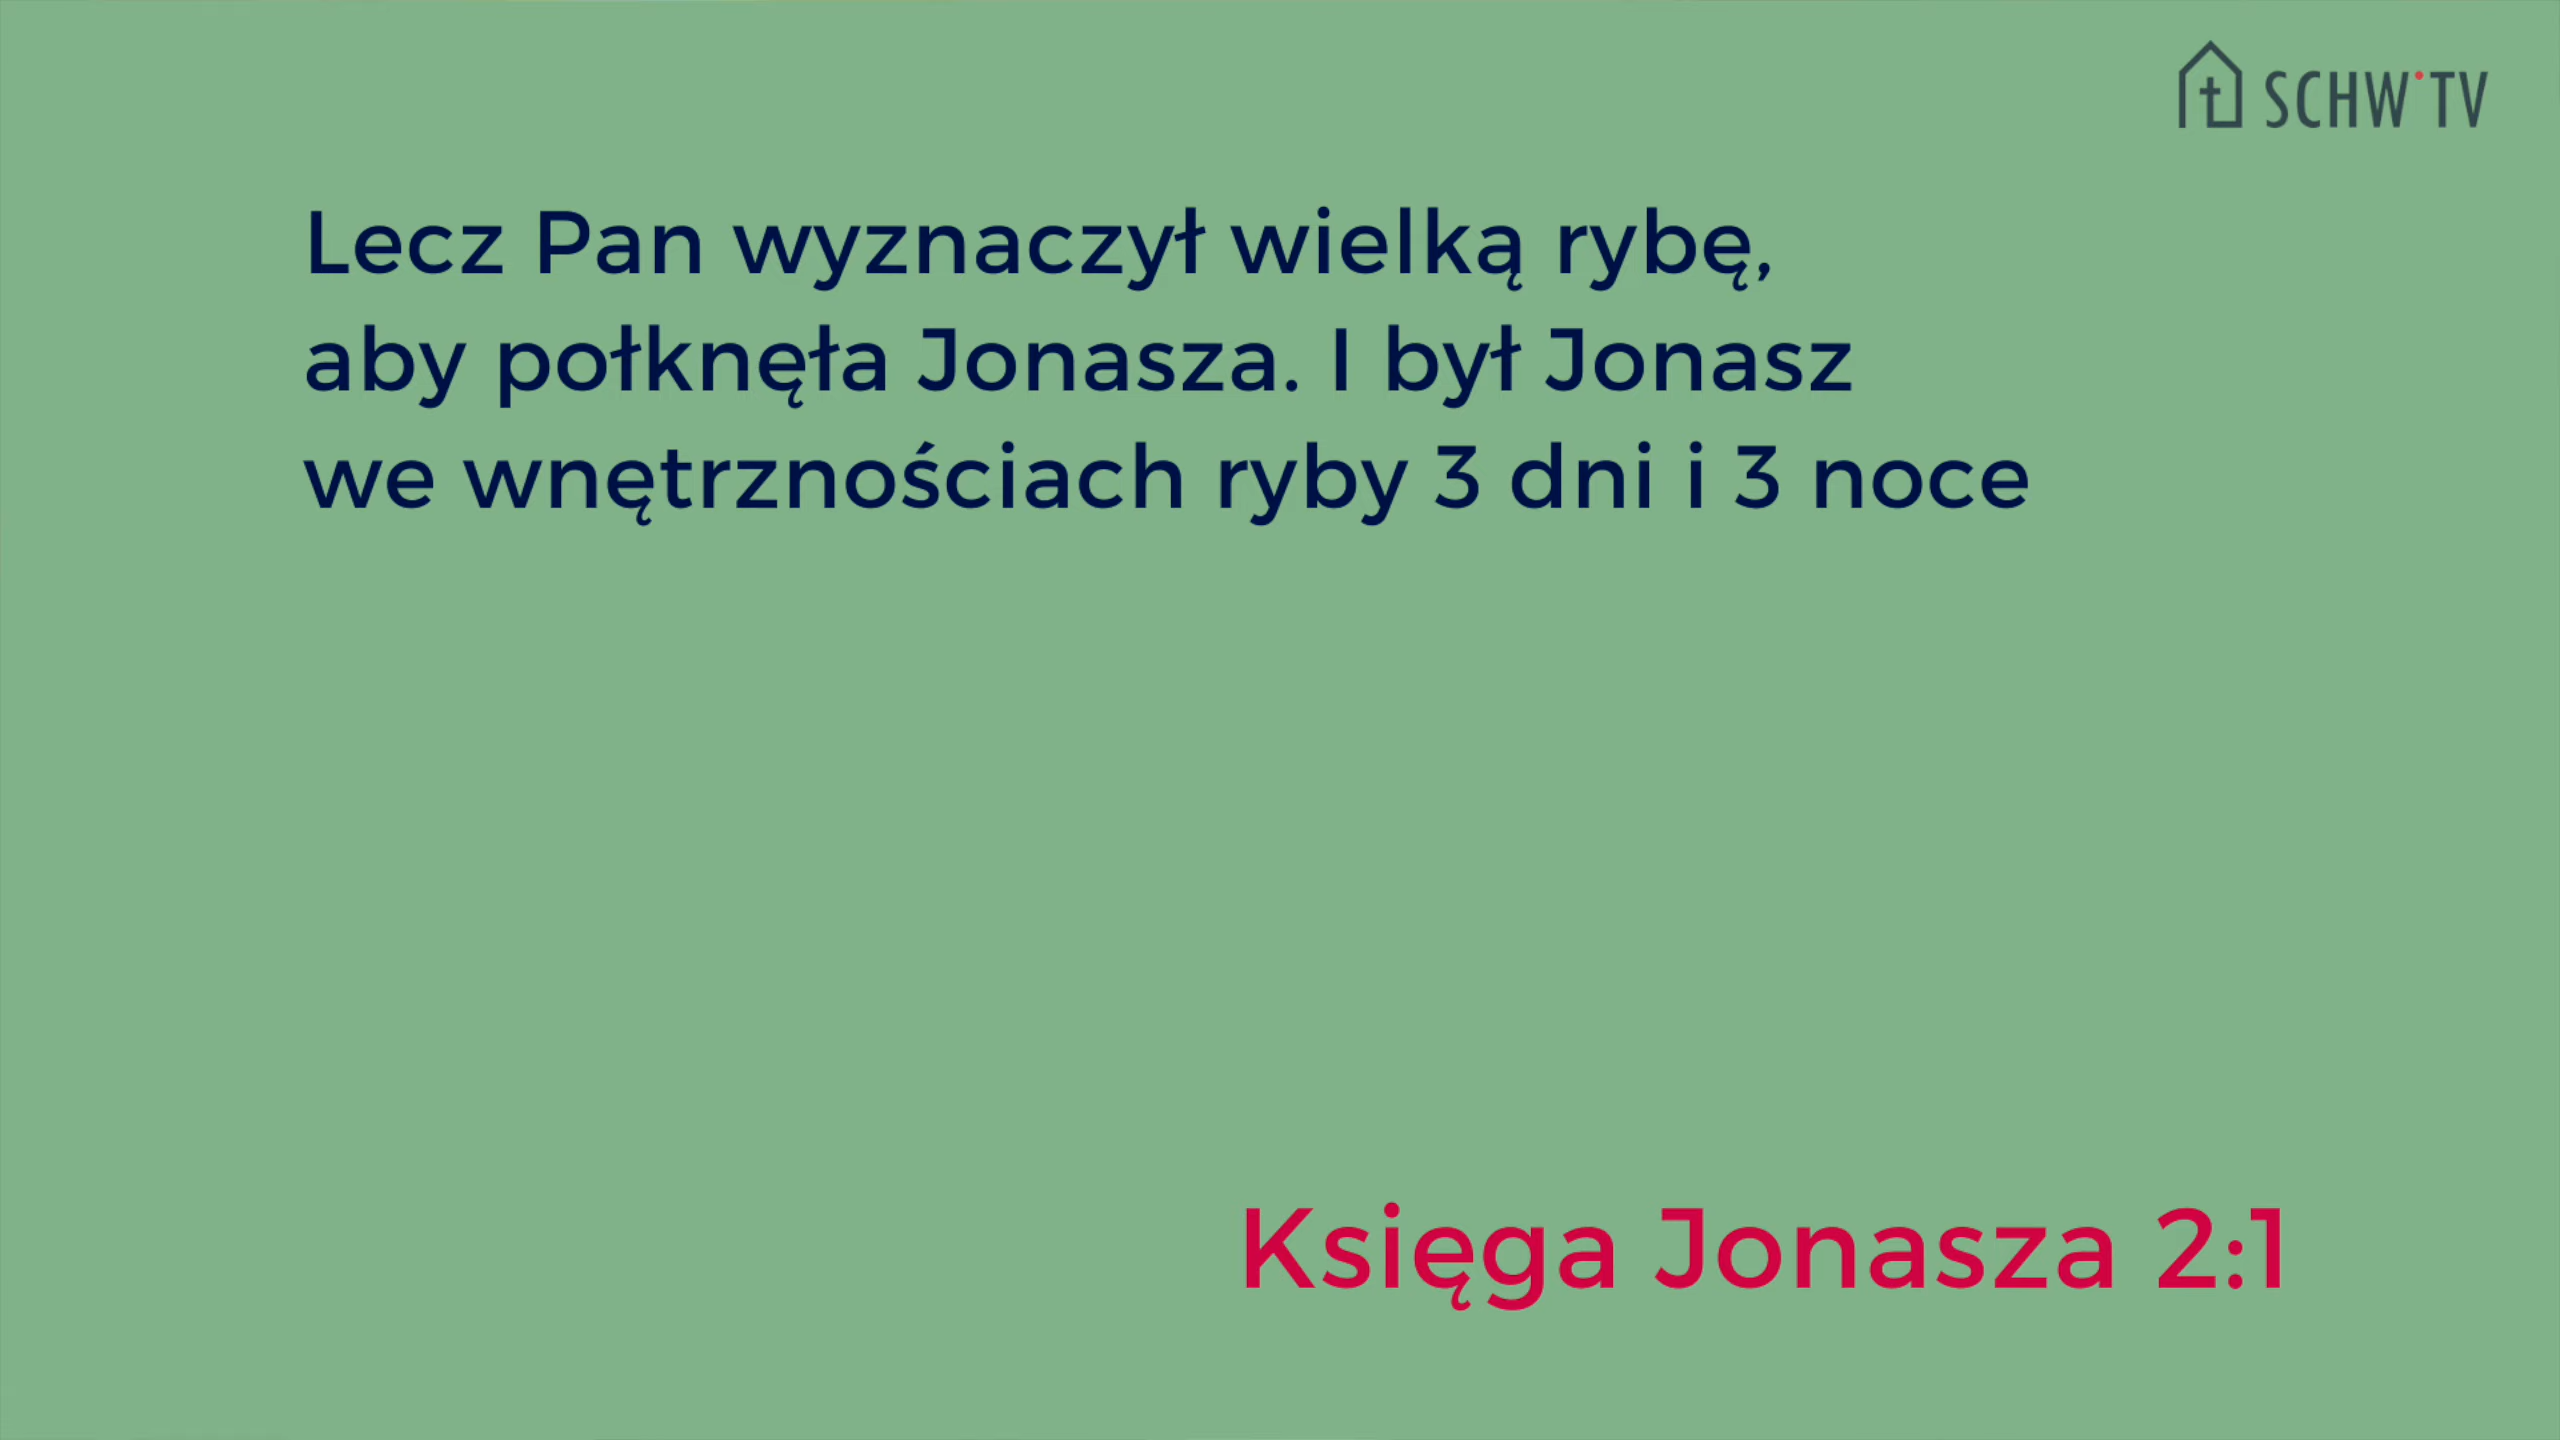 SCHW TV
Lecz Pan wyznaczył wielką rybę,
aby połknęła Jonasza. I był Jonasz
we wnętrznościach ryby 3 dni i 3 noce
Księga Jonasza 2:1